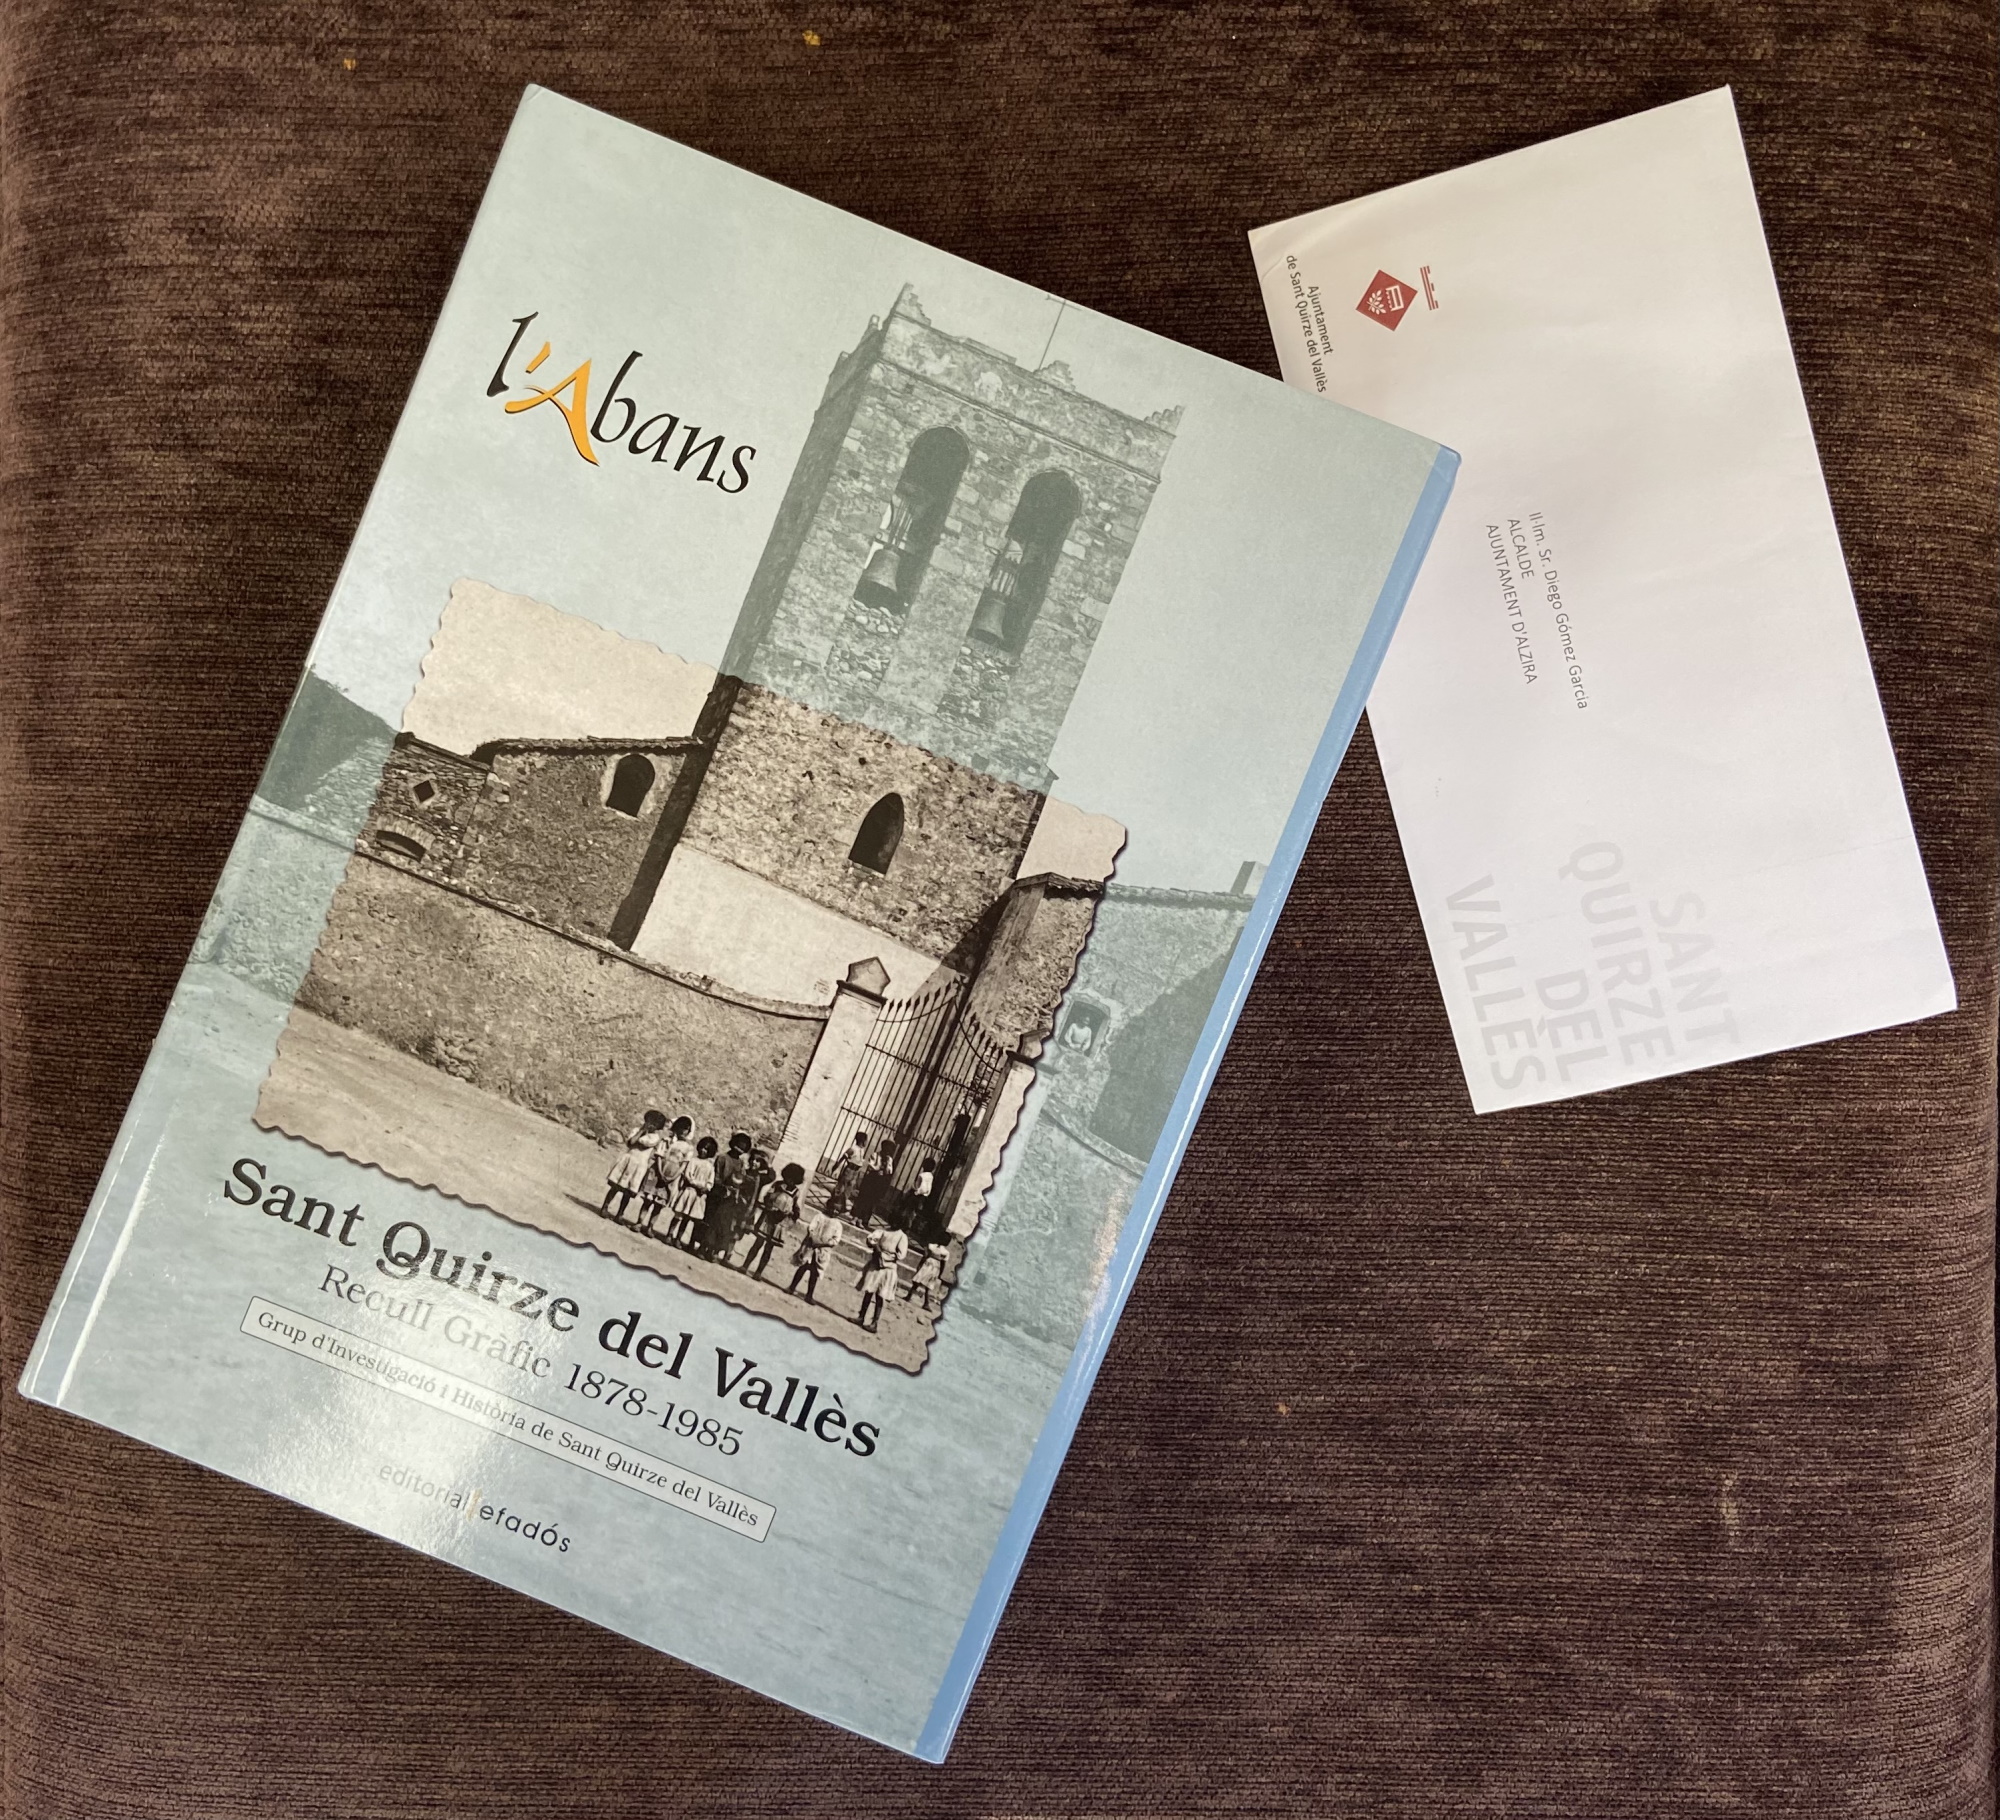 l'Abans
Sant Quirze del Vallès
Recull Gràfic 1878-1985
Grup d'Investigació i Història de Sant Quirze del Vallès
editorial efadós
Ajuntament
de Sant Quirze del Vallès
Il·lm. Sr. Diego Gómez Garcia
ALCALDE
AJUNTAMENT D'ALZIRA
SANT
QUIRZE
DEL
VALLÈS